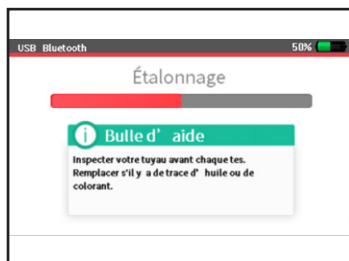 USB Bluetooth 50%
Étalonnage
i Bulle d' aide
Inspecter votre tuyau avant chaque tes.
Remplacer s'il y a de trace d' huile ou de
colorant.